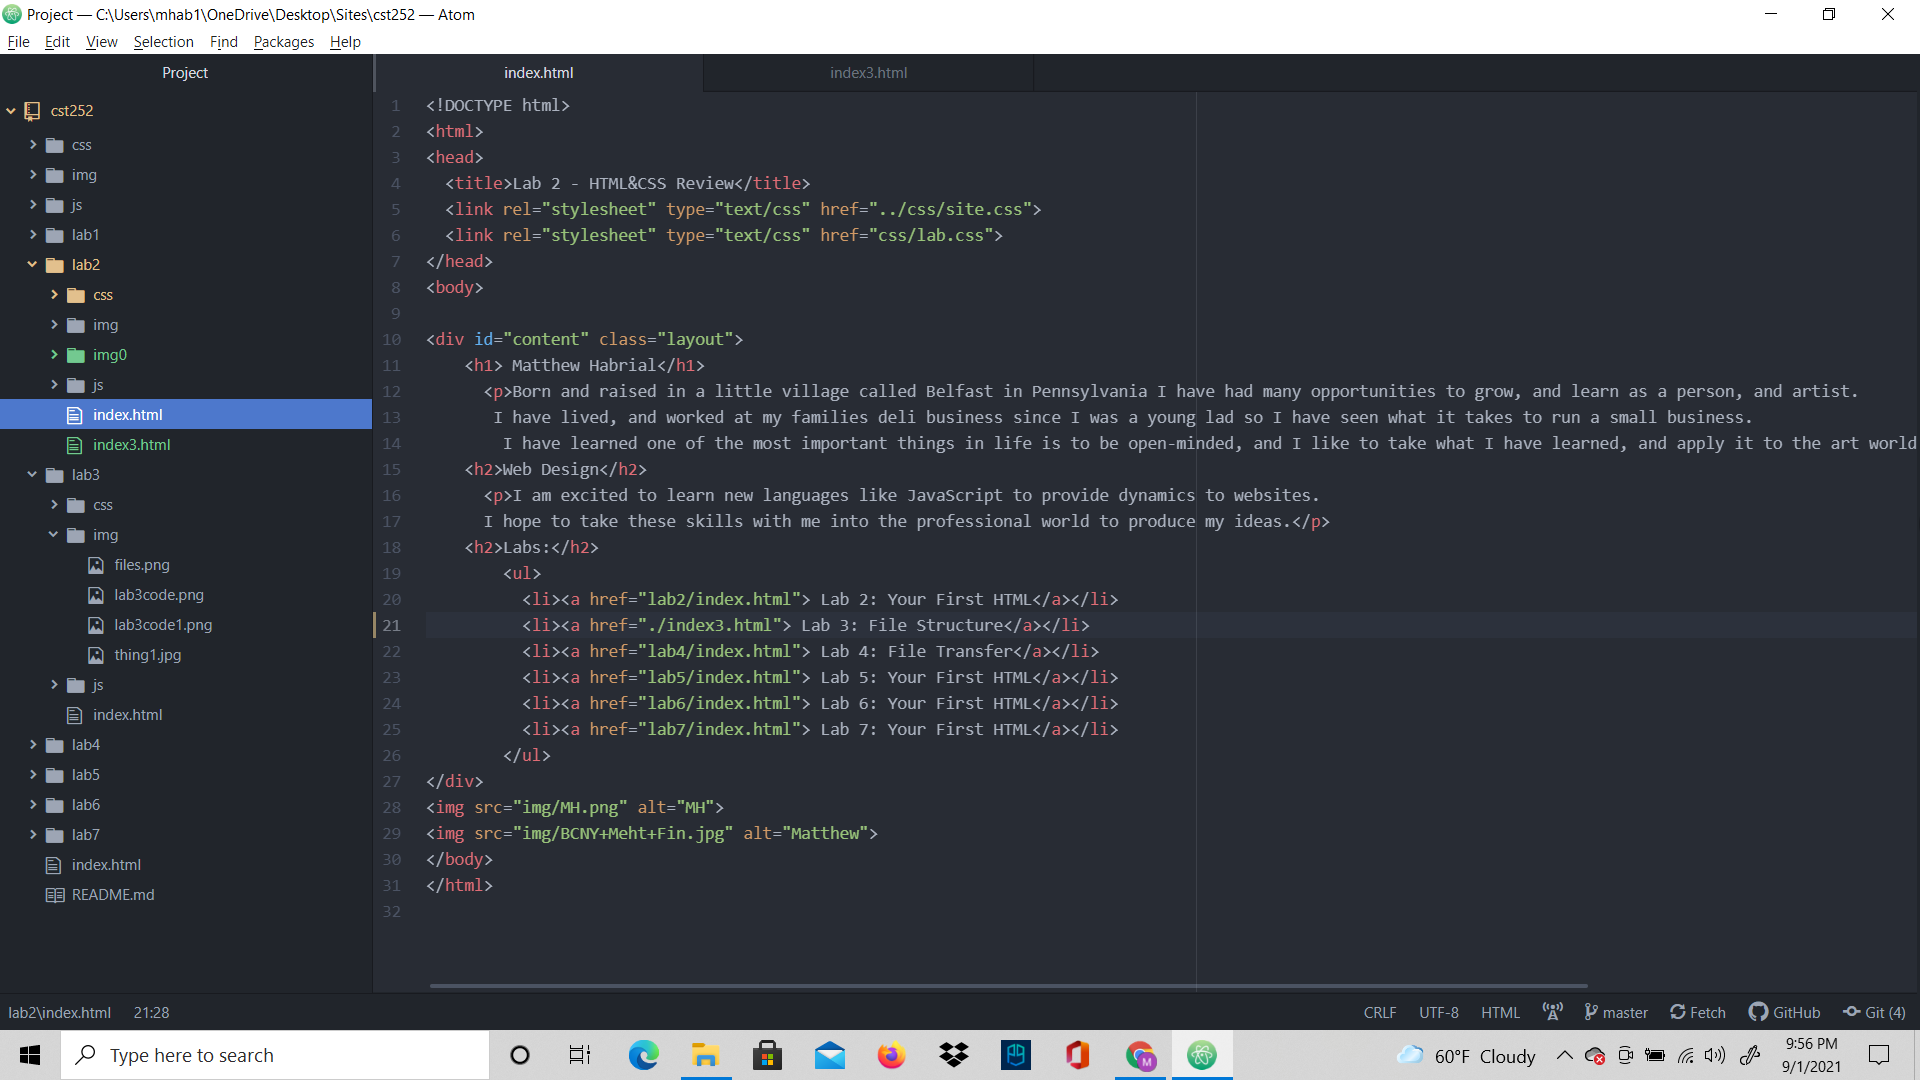 Project — C:\Users\mhab1\OneDrive\Desktop\Sites\cst252 — Atom
File Edit View Selection Find Packages Help
Project
index.html
index3.html
cst252
css
img
js
lab1
lab2
css
img
img0
js
index.html
index3.html
lab3
css
img
files.png
lab3code.png
lab3code1.png
thing1.jpg
js
index.html
lab4
lab5
lab6
lab7
index.html
README.md
1 <!DOCTYPE html>
2 <html>
3 <head>
4 <title>Lab 2 - HTML&CSS Review</title>
5 <link rel="stylesheet" type="text/css" href="../css/site.css">
6 <link rel="stylesheet" type="text/css" href="css/lab.css">
7 </head>
8 <body>
9
10 <div id="content" class="layout">
11 <h1> Matthew Habrial</h1>
12 <p>Born and raised in a little village called Belfast in Pennsylvania I have had many opportunities to grow, and learn as a person, and artist.
13 I have lived, and worked at my families deli business since I was a young lad so I have seen what it takes to run a small business.
14 I have learned one of the most important things in life is to be open-minded, and I like to take what I have learned, and apply it to the art world
15 <h2>Web Design</h2>
16 <p>I am excited to learn new languages like JavaScript to provide dynamics to websites.
17 I hope to take these skills with me into the professional world to produce my ideas.</p>
18 <h2>Labs:</h2>
19 <ul>
20 <li><a href="lab2/index.html"> Lab 2: Your First HTML</a></li>
21 <li><a href="./index3.html"> Lab 3: File Structure</a></li>
22 <li><a href="lab4/index.html"> Lab 4: File Transfer</a></li>
23 <li><a href="lab5/index.html"> Lab 5: Your First HTML</a></li>
24 <li><a href="lab6/index.html"> Lab 6: Your First HTML</a></li>
25 <li><a href="lab7/index.html"> Lab 7: Your First HTML</a></li>
26 </ul>
27 </div>
28 <img src="img/MH.png" alt="MH">
29 <img src="img/BCNY+Meht+Fin.jpg" alt="Matthew">
30 </body>
31 </html>
32
lab2\index.html 21:28
CRLF UTF-8 HTML master Fetch GitHub Git (4)
Type here to search
M
60°F Cloudy
9:56 PM
9/1/2021